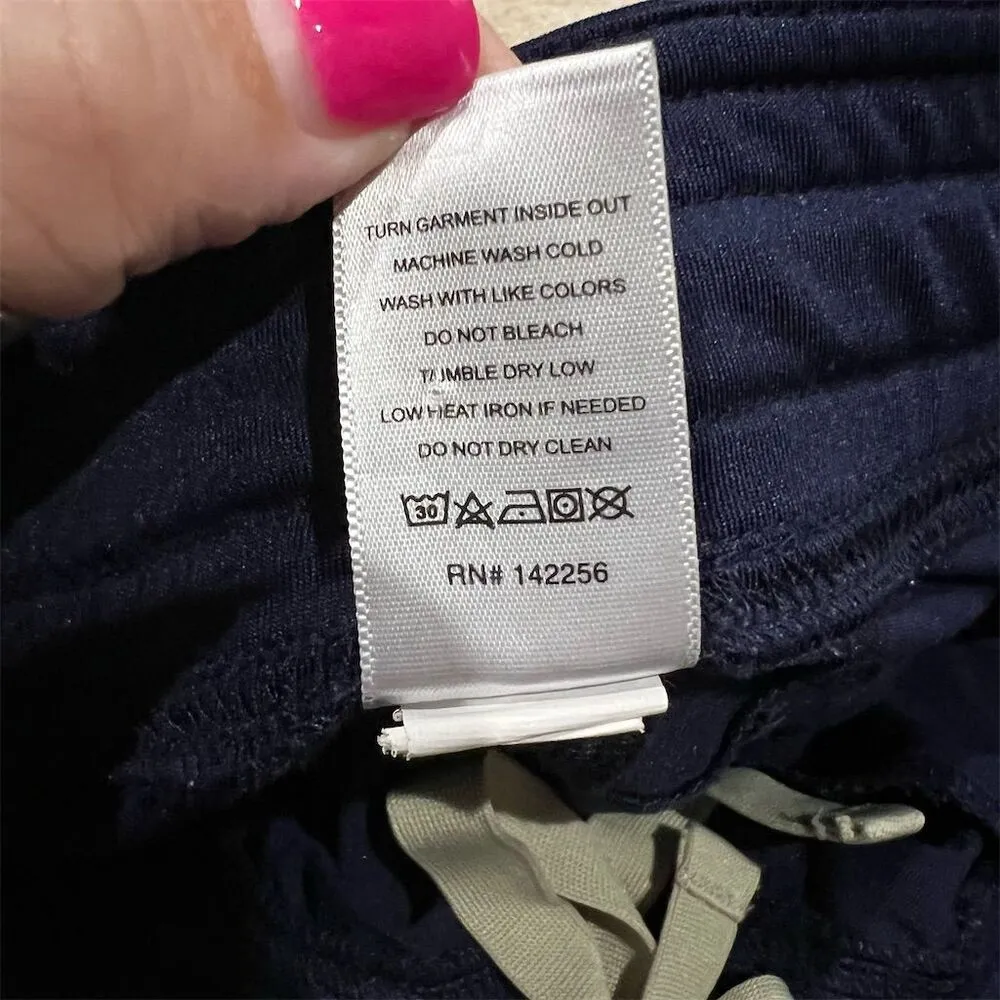 TURN GARMENT INSIDE OUT
MACHINE WASH COLD
WASH WITH LIKE COLORS
DO NOT BLEACH
TUMBLE DRY LOW
LOW HEAT IRON IF NEEDED
DO NOT DRY CLEAN
30
RN# 142256